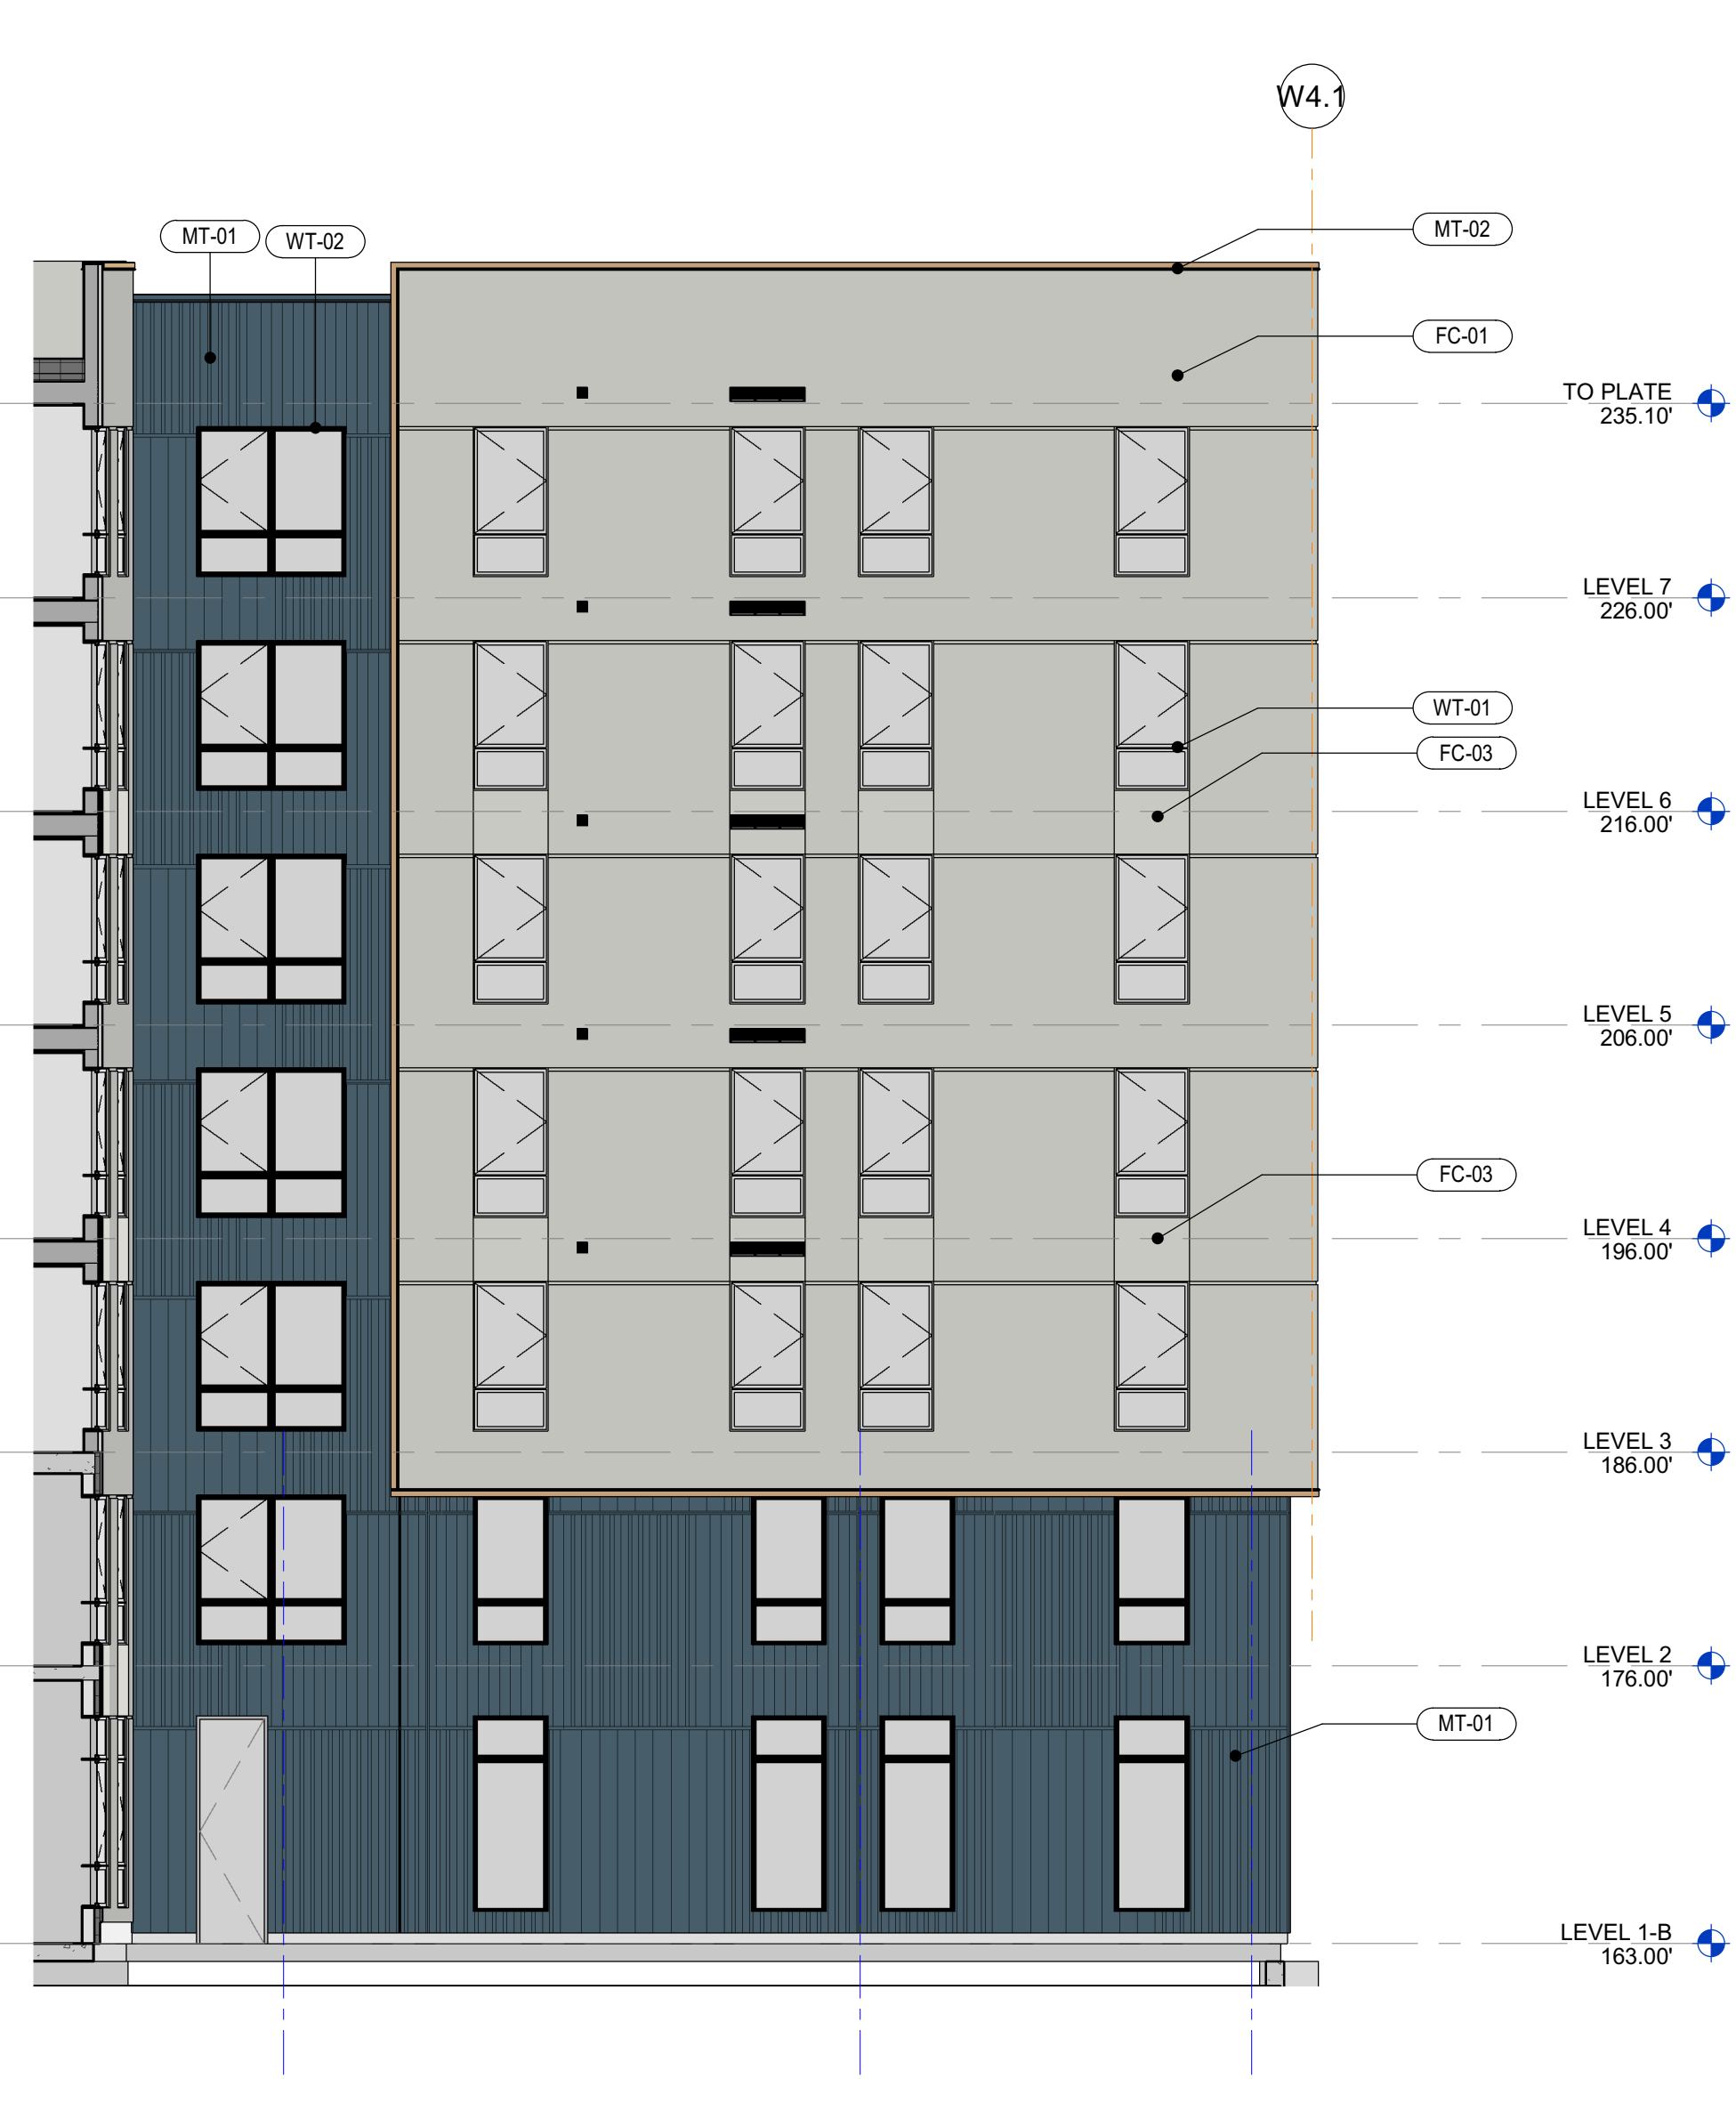 W4.1
MT-01
WT-02
MT-02
FC-01
TO PLATE
235.10'
LEVEL 7
226.00'
WT-01
FC-03
LEVEL 6
216.00'
LEVEL 5
206.00'
FC-03
LEVEL 4
196.00'
LEVEL 3
186.00'
LEVEL 2
176.00'
MT-01
LEVEL 1-B
163.00'